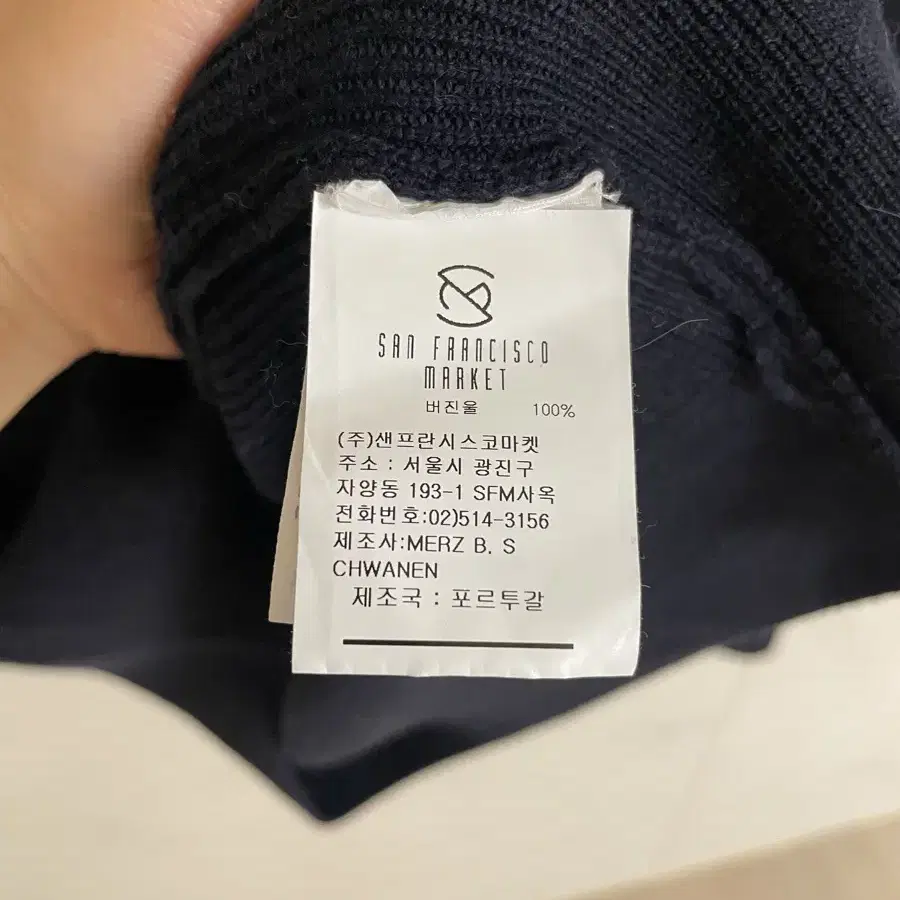 SAN FRANCISCO
MARKET
버진울 100%
(주)샌프란시스코마켓
주소 : 서울시 광진구
자양동 193-1 SFM사옥
전화번호:02)514-3156
제조사:MERZ B. S
CHWANEN
제조국 : 포르투갈